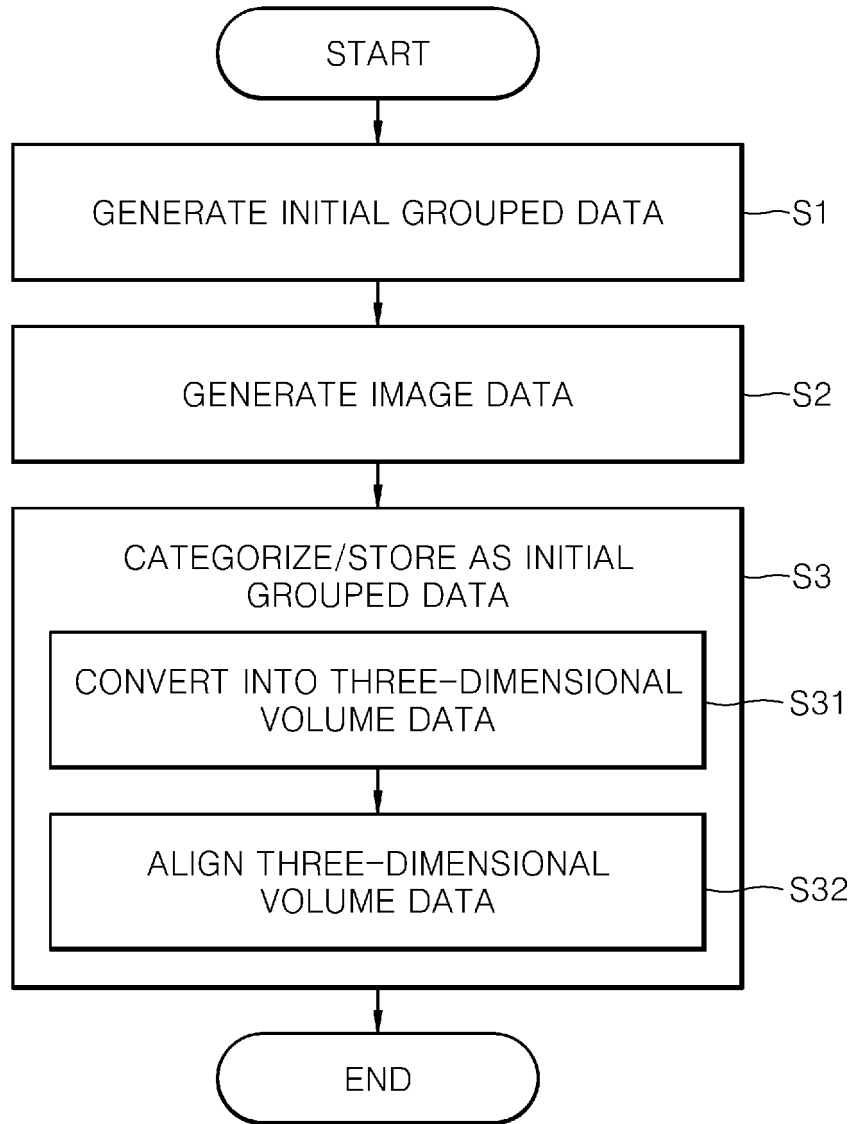 START
GENERATE INITIAL GROUPED DATA
S1
GENERATE IMAGE DATA
S2
CATEGORIZE/STORE AS INITIAL
GROUPED DATA
S3
CONVERT INTO THREE-DIMENSIONAL
VOLUME DATA
S31
ALIGN THREE-DIMENSIONAL
VOLUME DATA
S32
END